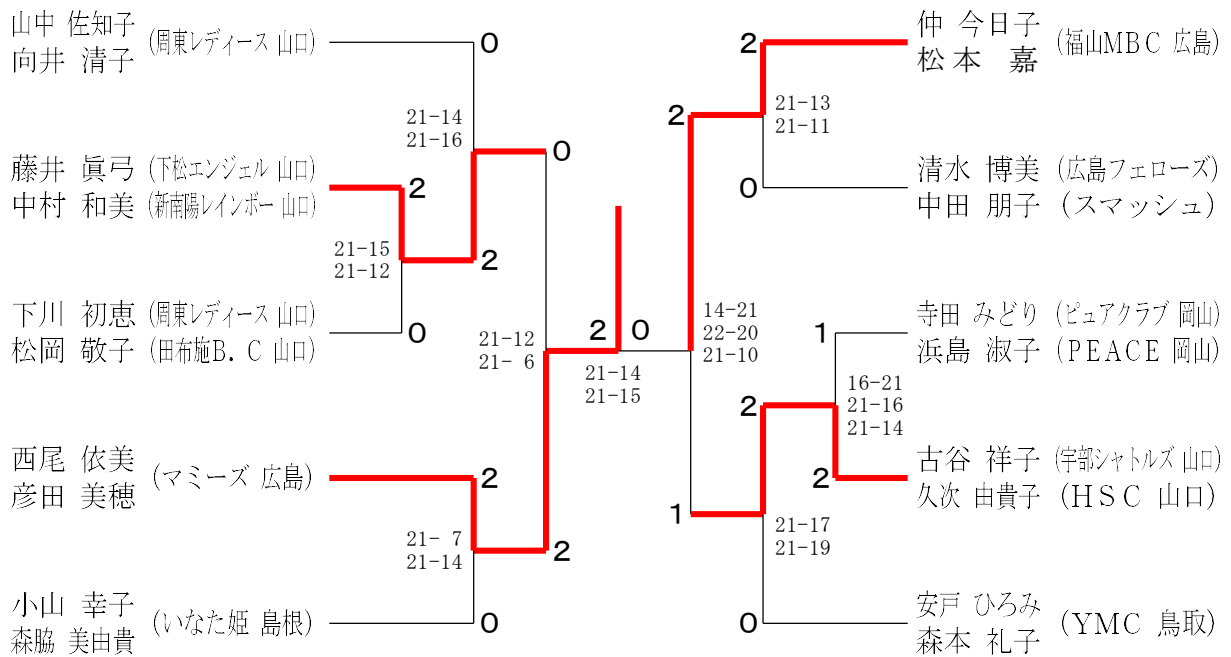 山中 佐知子
向井 清子
(周東レディース 山口)
0
21-14
21-16
藤井 眞弓 (下松エンジェル 山口)
中村 和美 (新南陽レインボー 山口)
2
21-15
21-12
2
0
下川 初恵 (周東レディース 山口)
松岡 敬子 (田布施B.C 山口)
0
21-12
21- 6
西尾 依美
彦田 美穂
(マミーズ 広島)
2
21- 7
21-14
2
小山 幸子
森脇 美由貴
(いなた姫 島根)
0
2 0
21-14
21-15
仲 今日子
松本 嘉
(福山MBC 広島)
2
2
21-13
21-11
清水 博美 (広島フェローズ)
中田 朋子 (スマッシュ)
0
14-21
22-20
21-10
寺田 みどり (ピュアクラブ 岡山)
浜島 淑子 (PEACE 岡山)
1
16-21
21-16
21-14
2
古谷 祥子 (宇部シャトルズ 山口)
久次 由貴子 (HSC 山口)
2
1
21-17
21-19
安戸 ひろみ
森本 礼子
(YMC 鳥取)
0